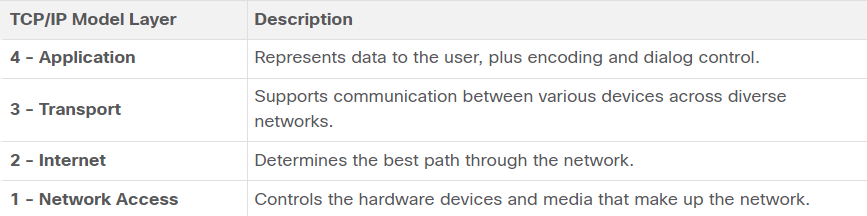 TCP/IP Model Layer Description
4 - Application Represents data to the user, plus encoding and dialog control.
3 - Transport Supports communication between various devices across diverse
networks.
2 - Internet Determines the best path through the network.
1 - Network Access Controls the hardware devices and media that make up the network.